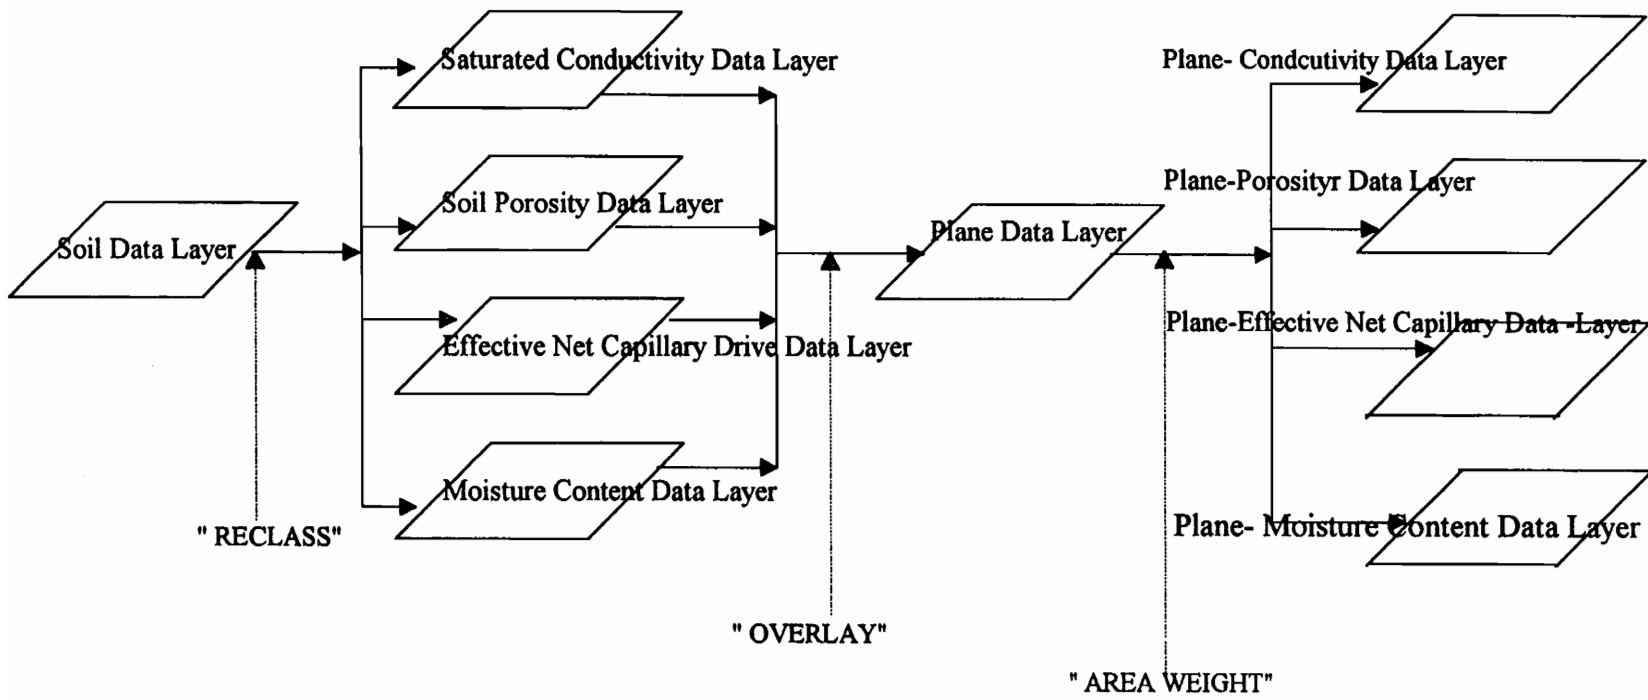 Saturated Conductivity Data Layer
Soil Porosity Data Layer
Soil Data Layer
Effective Net Capillary Drive Data Layer
Moisture Content Data Layer
" RECLASS"
Plane Data Layer
" OVERLAY"
Plane- Condcutivity Data Layer
Plane-Porosityr Data Layer
Plane-Effective Net Capillary Data -Layer
Plane- Moisture Content Data Layer
" AREA WEIGHT"